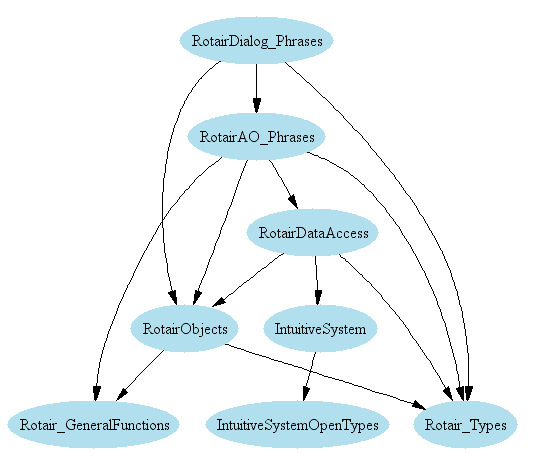 RotairDialog_Phrases
RotairAO_Phrases
RotairDataAccess
RotairObjects
IntuitiveSystem
Rotair_GeneralFunctions
IntuitiveSystemOpenTypes
Rotair_Types